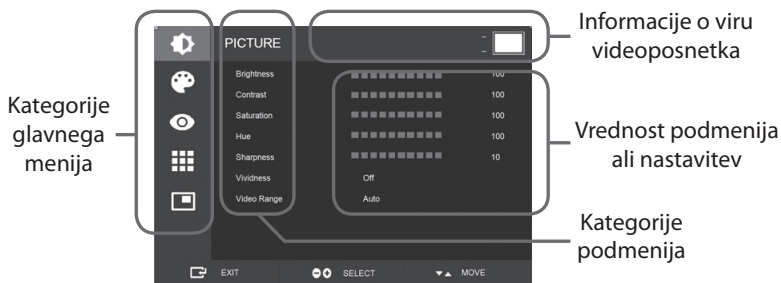 Informacije o viru
videoposnetka
Kategorije
glavnega
menija
PICTURE
Brightness 100
Contrast 100
Saturation 100
Hue 100
Sharpness 10
Vividness Off
Video Range Auto
Vrednost podmenija
ali nastavitev
Kategorije
podmenija
EXIT SELECT MOVE